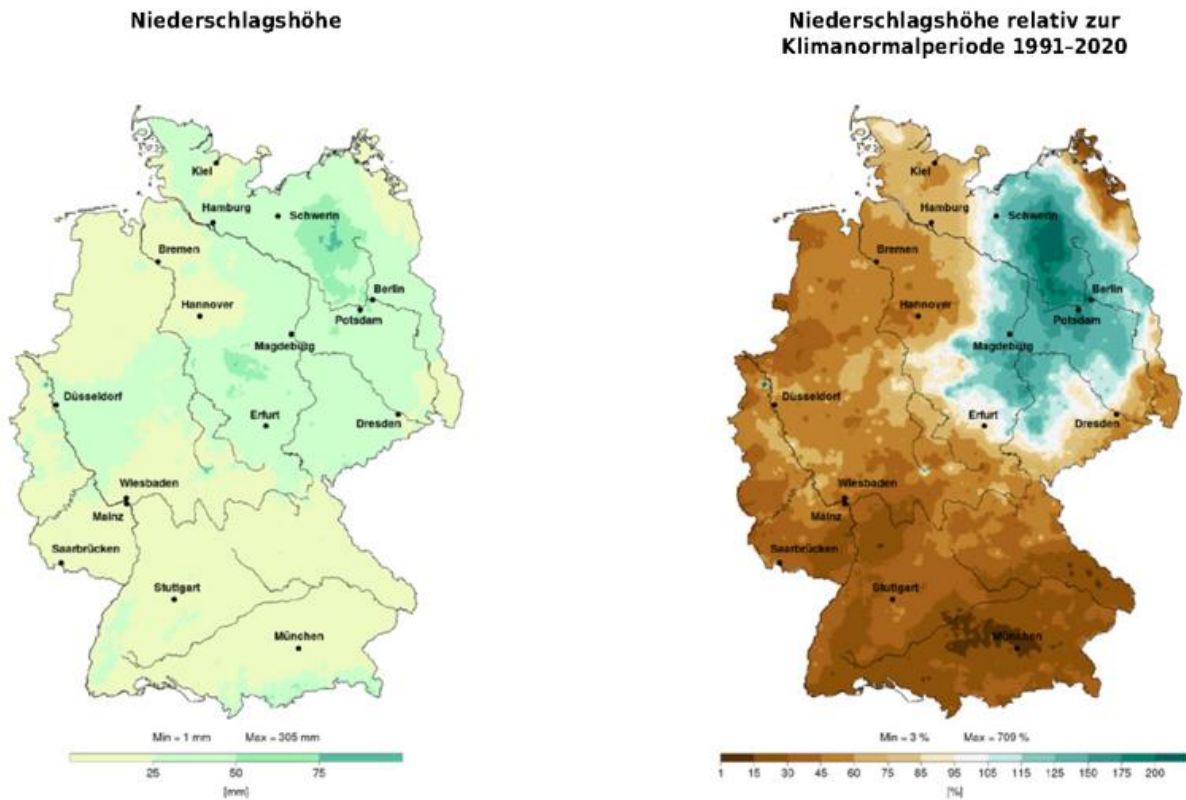 Niederschlagshöhe
Kiel
Hamburg
Schwerin
Bremen
Hannover
Berlin
Potsdam
Magdeburg
Düsseldorf
Erfurt
Dresden
Wiesbaden
Mainz
Saarbrücken
Stuttgart
München
Min = 1 mm Max = 305 mm
25 50 75
[mm]
Niederschlagshöhe relativ zur
Klimanormalperiode 1991–2020
Kiel
Hamburg
Schwerin
Bremen
Hannover
Berlin
Potsdam
Magdeburg
Düsseldorf
Erfurt
Dresden
Wiesbaden
Mainz
Saarbrücken
Stuttgart
München
Min = 3 % Max = 709 %
1 15 30 45 60 75 85 95 105 115 125 150 175 200
[%]